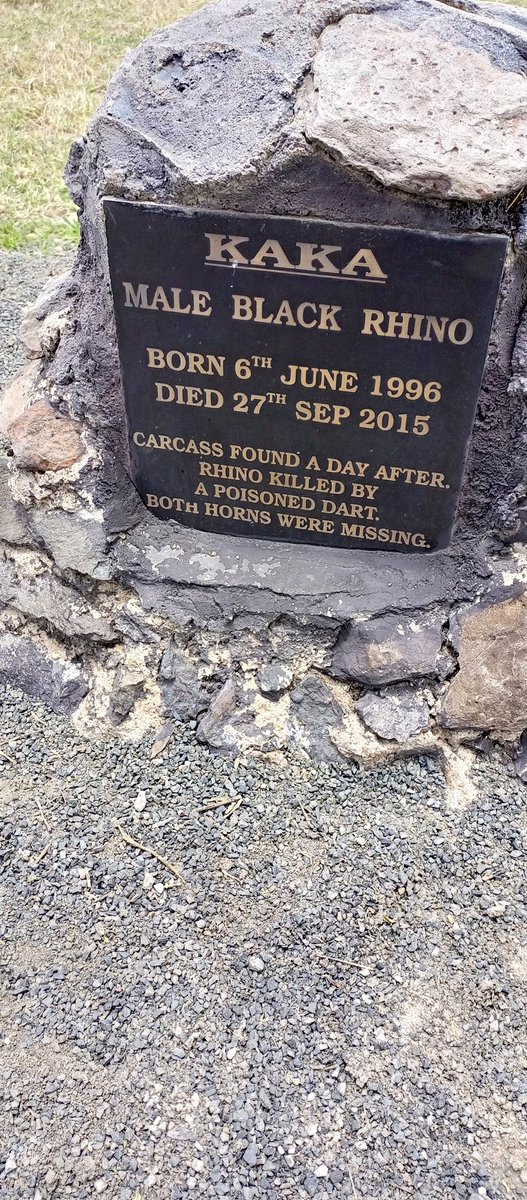 KAKA
MALE BLACK RHINO
BORN 6TH JUNE 1996
DIED 27TH SEP 2015
CARCASS FOUND A DAY AFTER.
RHINO KILLED BY
A POISONED DART.
BOTH HORNS WERE MISSING.